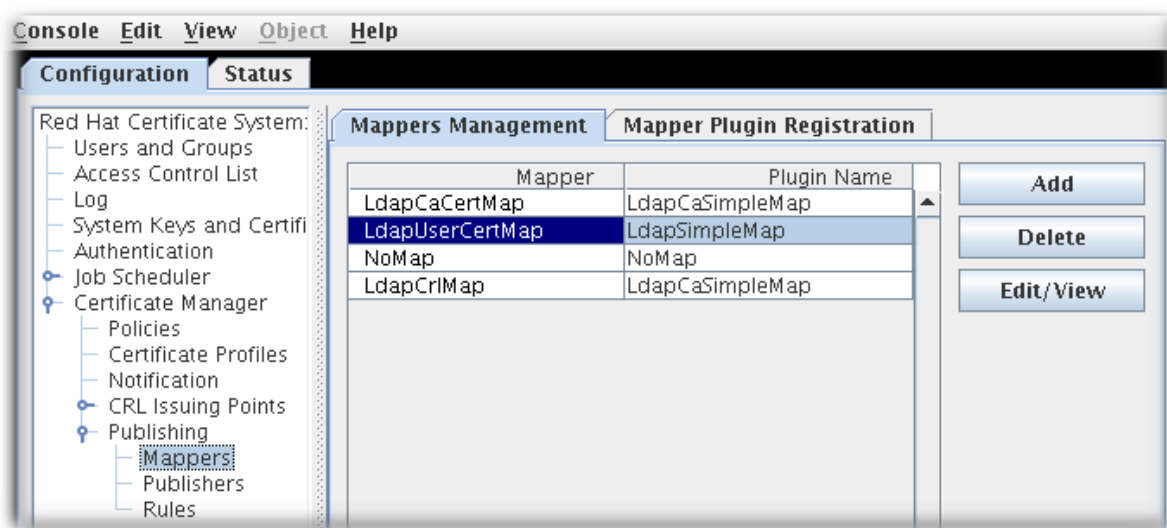 Console Edit View Object Help
Configuration Status
Red Hat Certificate System:
Users and Groups
Access Control List
Log
System Keys and Certifi
Authentication
Job Scheduler
Certificate Manager
Policies
Certificate Profiles
Notification
CRL Issuing Points
Publishing
Mappers
Publishers
Rules
Mappers Management Mapper Plugin Registration
Mapper Plugin Name
LdapCaCertMap LdapCaSimpleMap
LdapUserCertMap LdapSimpleMap
NoMap NoMap
LdapCrlMap LdapCaSimpleMap
Add
Delete
Edit/View